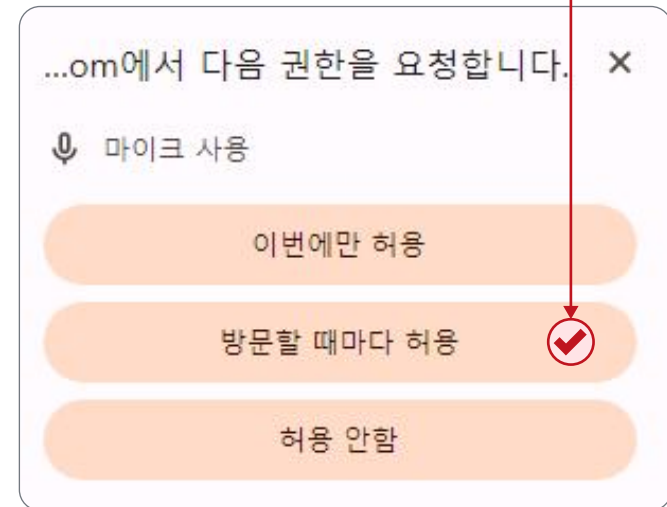 ...om에서 다음 권한을 요청합니다.
마이크 사용
이번에만 허용
방문할 때마다 허용
허용 안함